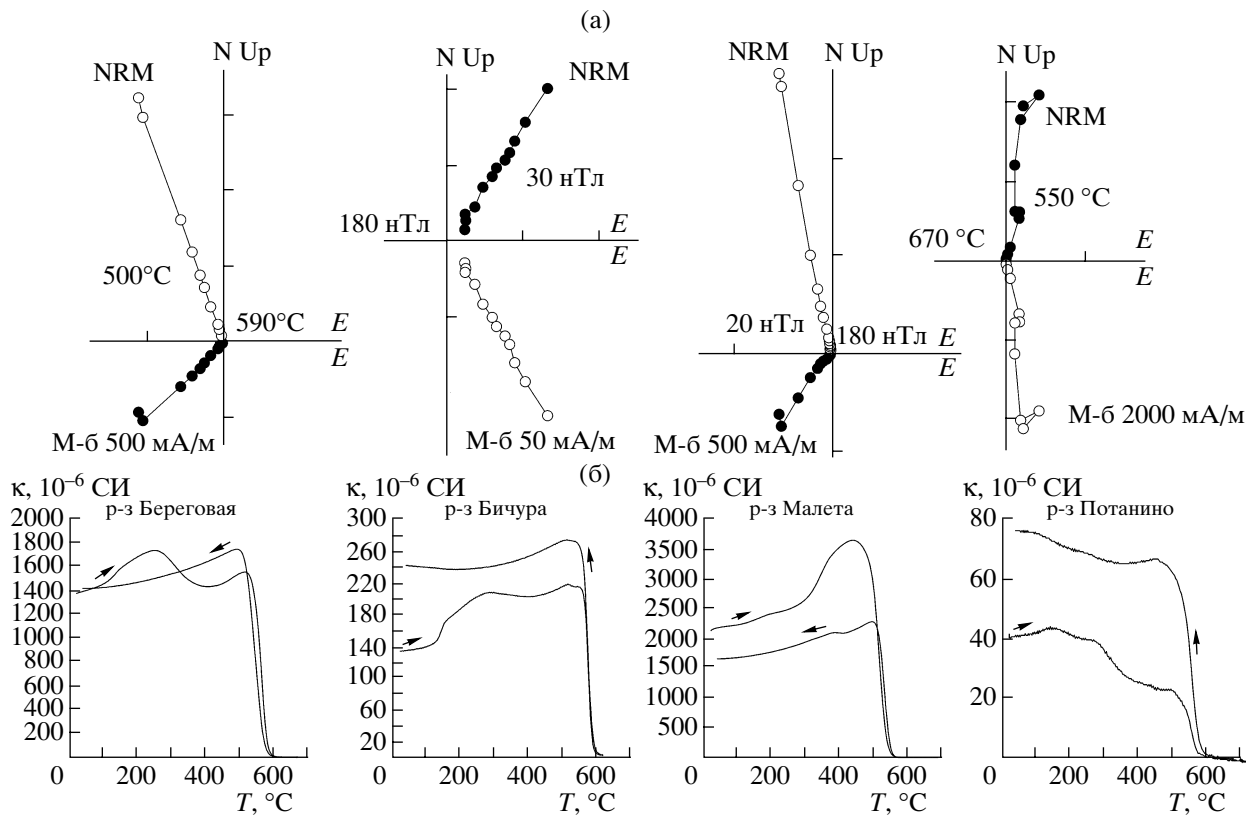 (а)
N Up
NRM
500°C
590°C
E
E
М-б 500 мА/м
N Up
NRM
30 нТл
180 нТл
E
E
М-б 50 мА/м
N Up
NRM
20 нТл
180 нТл
E
E
М-б 500 мА/м
N Up
NRM
550 °C
670 °C
E
E
М-б 2000 мА/м
(б)
κ, 10–6 СИ
р-з Береговая
2000
1800
1600
1400
1200
1000
800
600
400
200
0
200
400
600
T, °C
κ, 10–6 СИ
р-з Бичура
300
260
220
180
140
100
60
20
0
200
400
600
T, °C
κ, 10–6 СИ
р-з Малета
4000
3500
3000
2500
2000
1500
1000
500
0
200
400
600
T, °C
κ, 10–6 СИ
р-з Потанино
80
60
40
20
0
0
200
400
600
T, °C